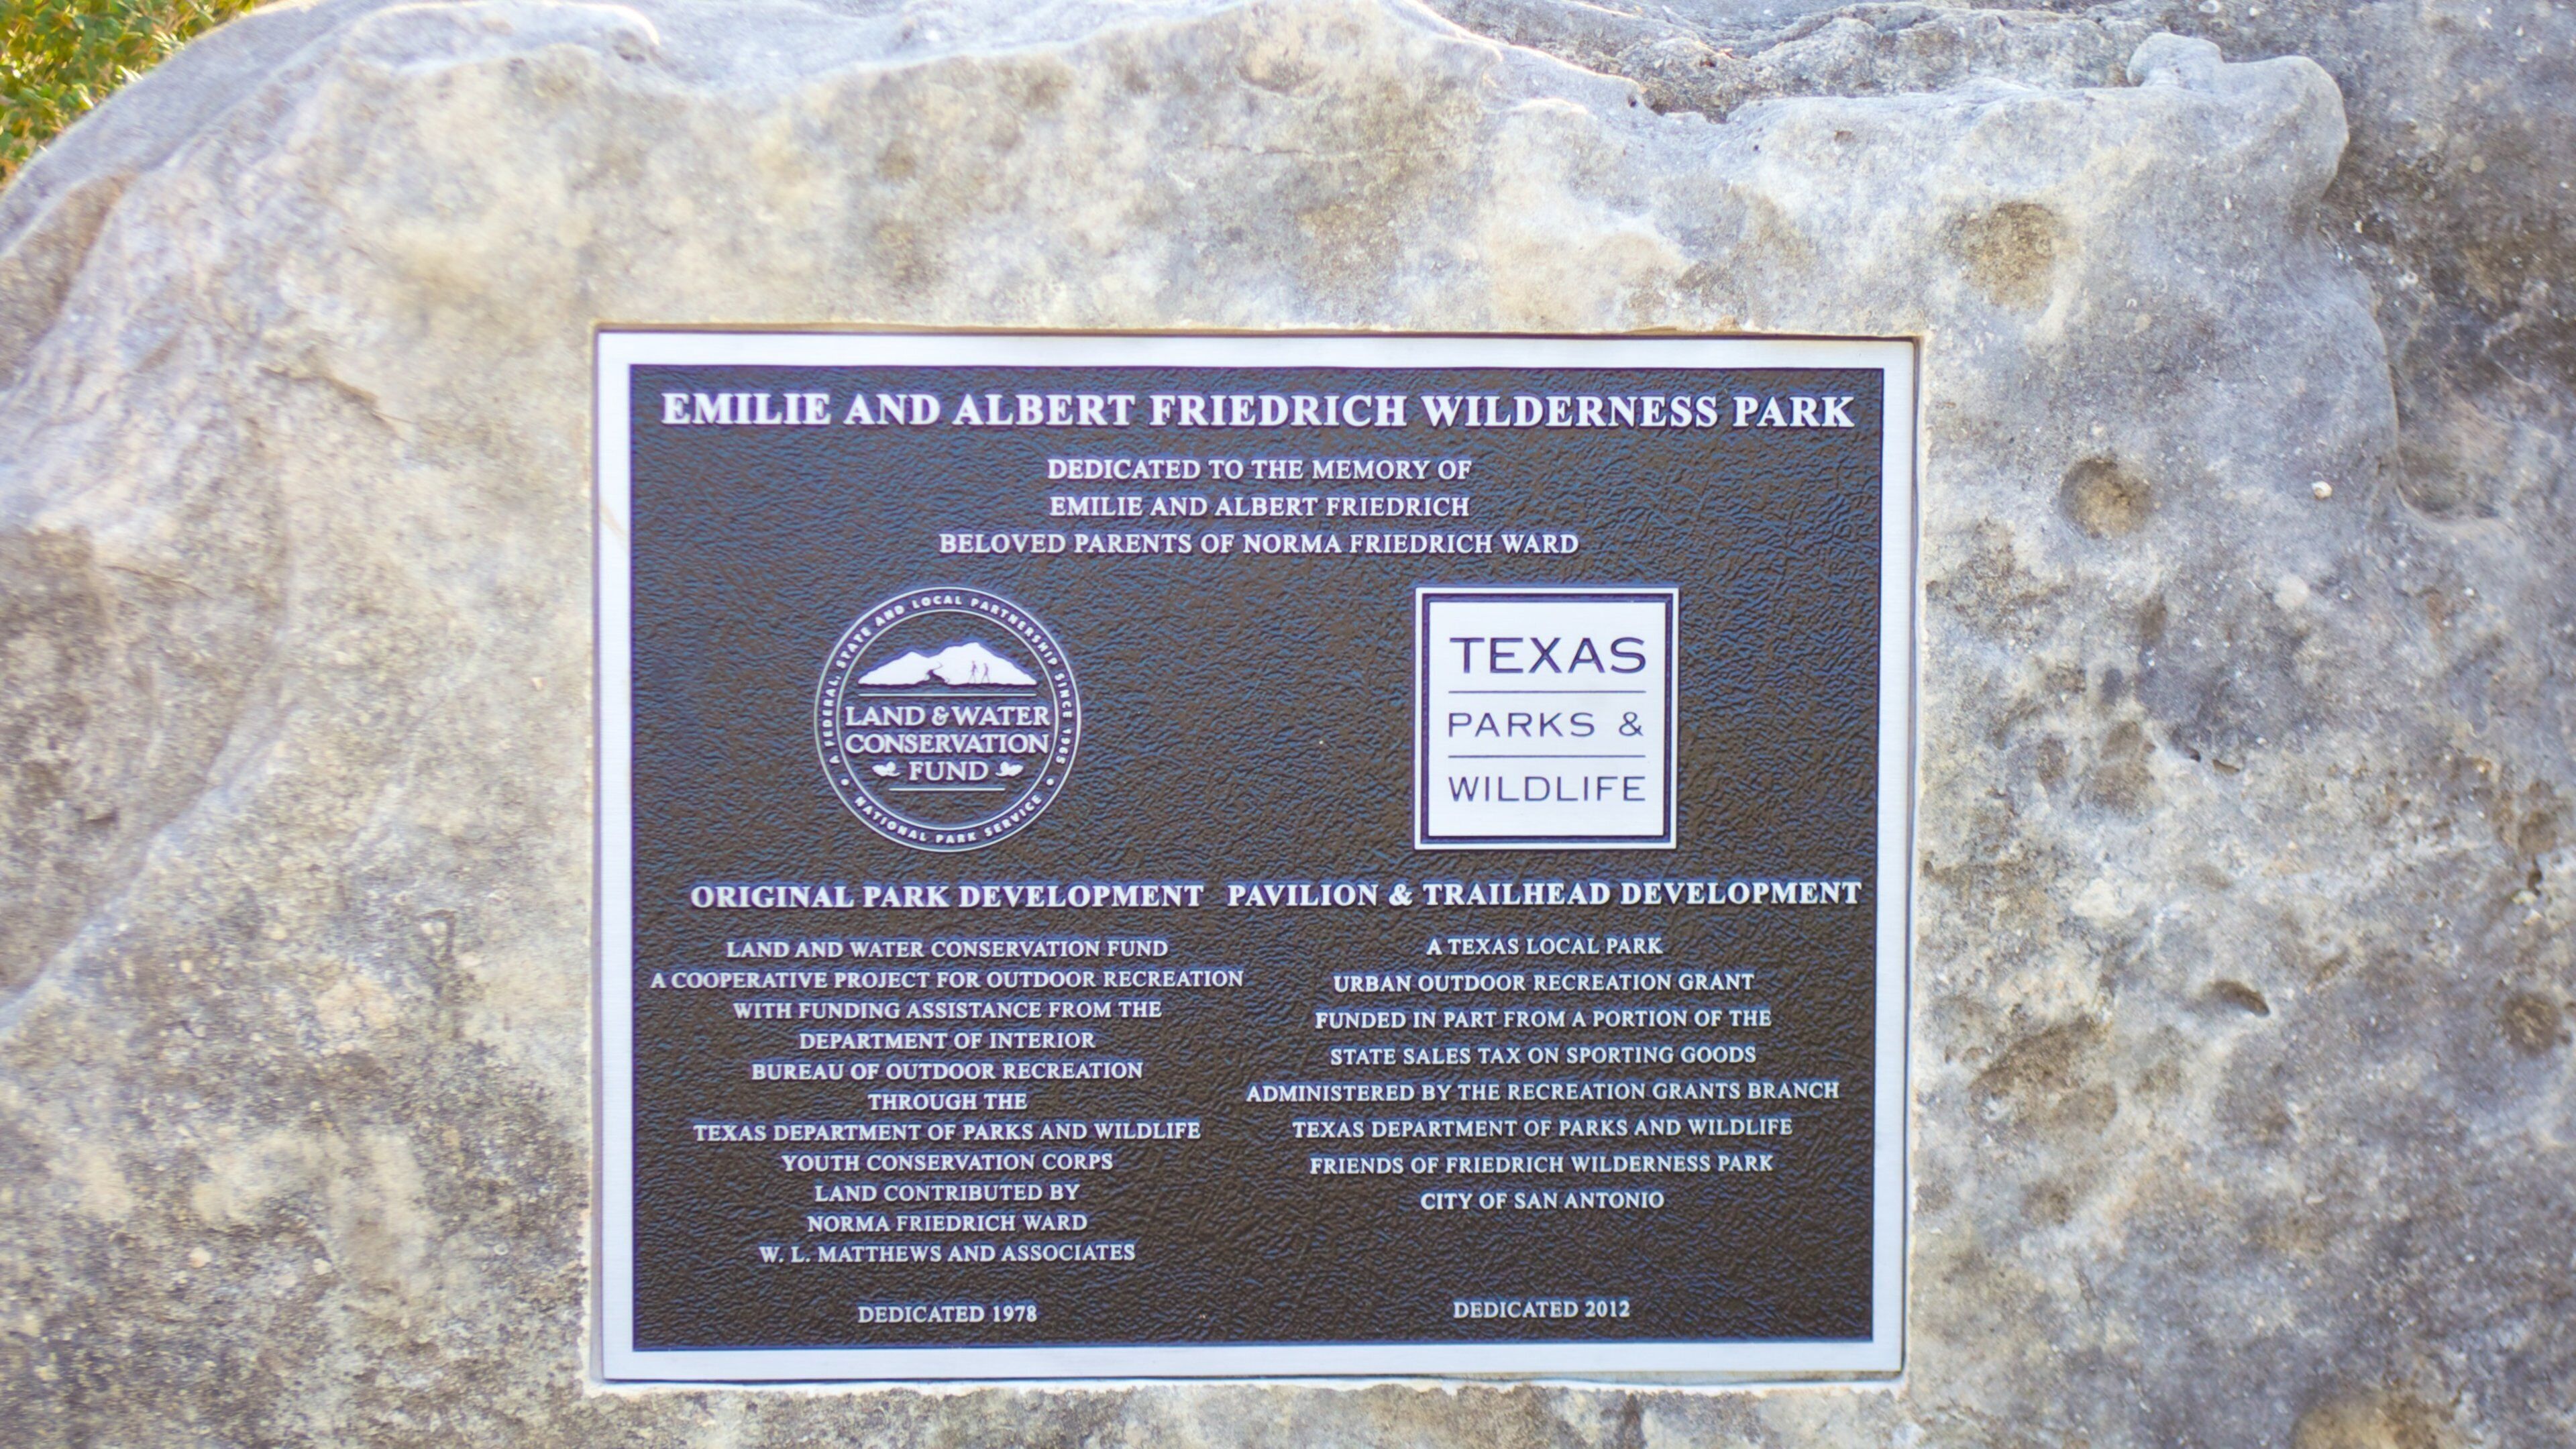 EMILIE AND ALBERT FRIEDRICH WILDERNESS PARK
DEDICATED TO THE MEMORY OF
EMILIE AND ALBERT FRIEDRICH
BELOVED PARENTS OF NORMA FRIEDRICH WARD
A FEDERAL, STATE AND LOCAL PARTNERSHIP SINCE 1965
LAND & WATER
CONSERVATION
FUND
• NATIONAL PARK SERVICE •
TEXAS
PARKS &
WILDLIFE
ORIGINAL PARK DEVELOPMENT
LAND AND WATER CONSERVATION FUND
A COOPERATIVE PROJECT FOR OUTDOOR RECREATION
WITH FUNDING ASSISTANCE FROM THE
DEPARTMENT OF INTERIOR
BUREAU OF OUTDOOR RECREATION
THROUGH THE
TEXAS DEPARTMENT OF PARKS AND WILDLIFE
YOUTH CONSERVATION CORPS
LAND CONTRIBUTED BY
NORMA FRIEDRICH WARD
W. L. MATTHEWS AND ASSOCIATES
DEDICATED 1978
PAVILION & TRAILHEAD DEVELOPMENT
A TEXAS LOCAL PARK
URBAN OUTDOOR RECREATION GRANT
FUNDED IN PART FROM A PORTION OF THE
STATE SALES TAX ON SPORTING GOODS
ADMINISTERED BY THE RECREATION GRANTS BRANCH
TEXAS DEPARTMENT OF PARKS AND WILDLIFE
FRIENDS OF FRIEDRICH WILDERNESS PARK
CITY OF SAN ANTONIO
DEDICATED 2012